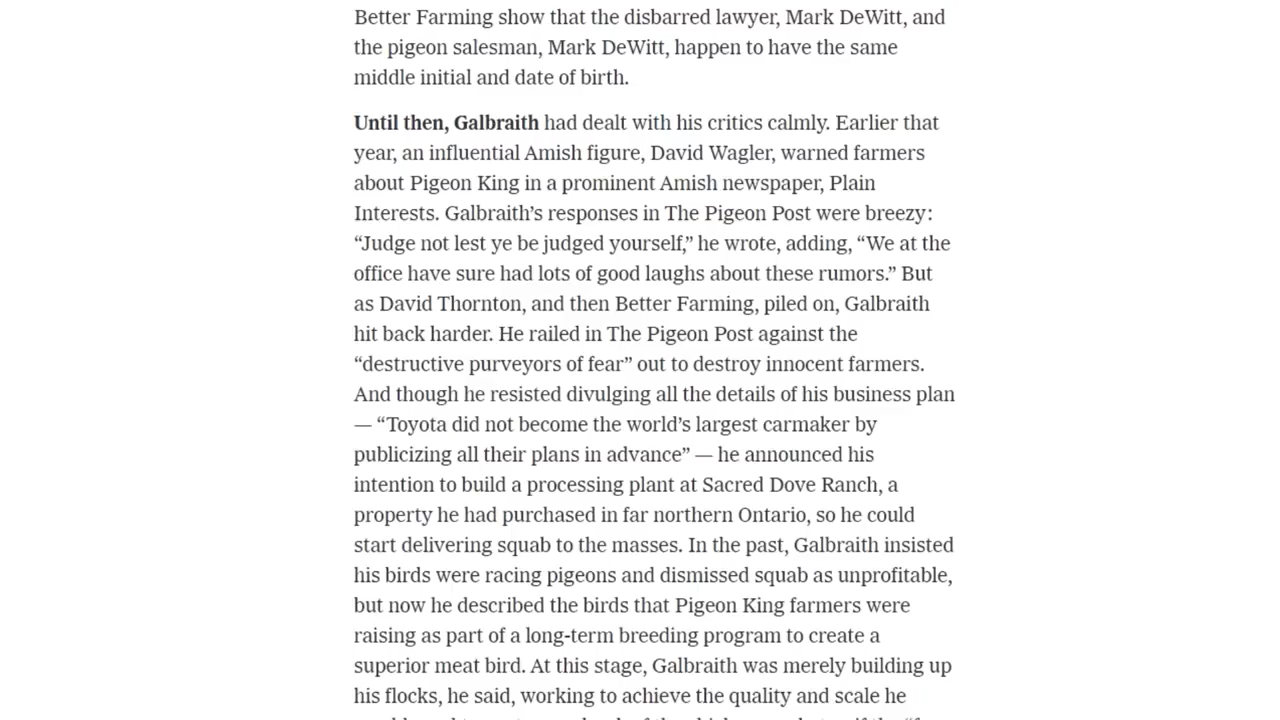 Better Farming show that the disbarred lawyer, Mark DeWitt, and
the pigeon salesman, Mark DeWitt, happen to have the same
middle initial and date of birth.
Until then, Galbraith had dealt with his critics calmly. Earlier that
year, an influential Amish figure, David Wagler, warned farmers
about Pigeon King in a prominent Amish newspaper, Plain
Interests. Galbraith’s responses in The Pigeon Post were breezy:
“Judge not lest ye be judged yourself,” he wrote, adding, “We at the
office have sure had lots of good laughs about these rumors.” But
as David Thornton, and then Better Farming, piled on, Galbraith
hit back harder. He railed in The Pigeon Post against the
“destructive purveyors of fear” out to destroy innocent farmers.
And though he resisted divulging all the details of his business plan
— “Toyota did not become the world’s largest carmaker by
publicizing all their plans in advance” — he announced his
intention to build a processing plant at Sacred Dove Ranch, a
property he had purchased in far northern Ontario, so he could
start delivering squab to the masses. In the past, Galbraith insisted
his birds were racing pigeons and dismissed squab as unprofitable,
but now he described the birds that Pigeon King farmers were
raising as part of a long-term breeding program to create a
superior meat bird. At this stage, Galbraith was merely building up
his flocks, he said, working to achieve the quality and scale he